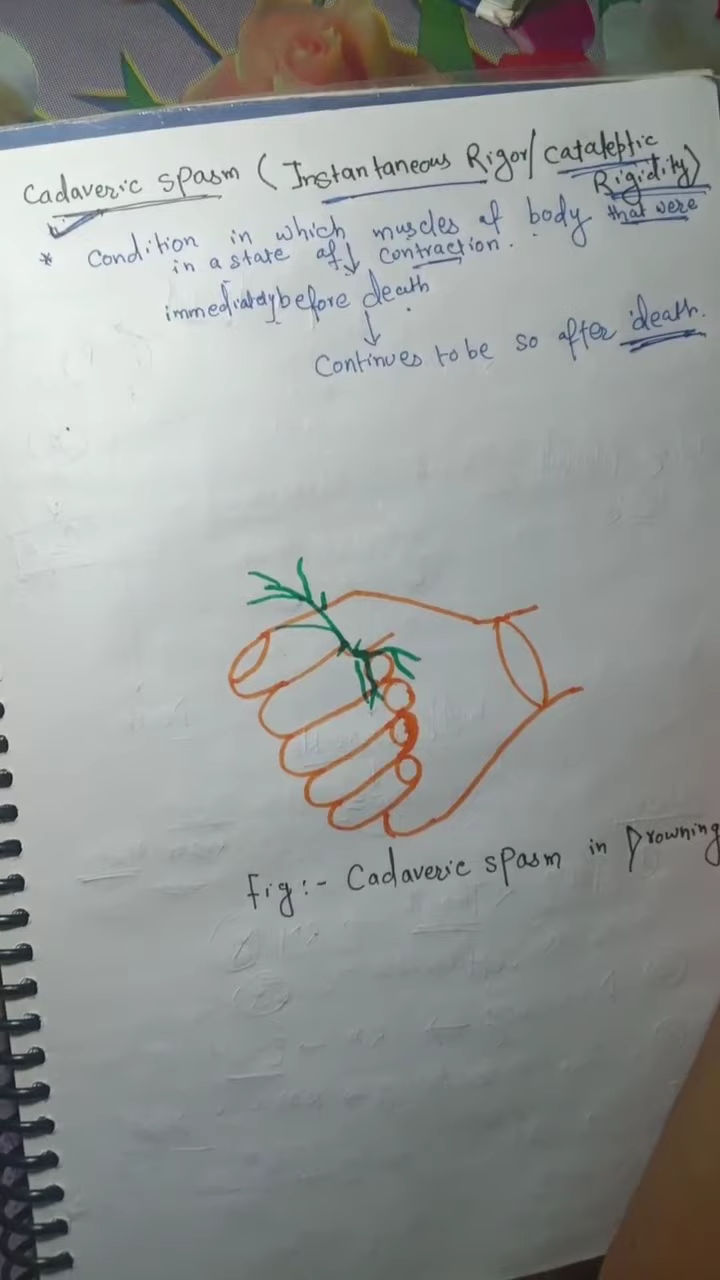 Cadaveric spasm (Instantaneous Rigor/Cataleptic
Rigidity)
* Condition in which muscles of body that were
in a state of contraction.
immediately before death
Continues to be so after death.
Fig:- Cadaveric spasm in Drowning